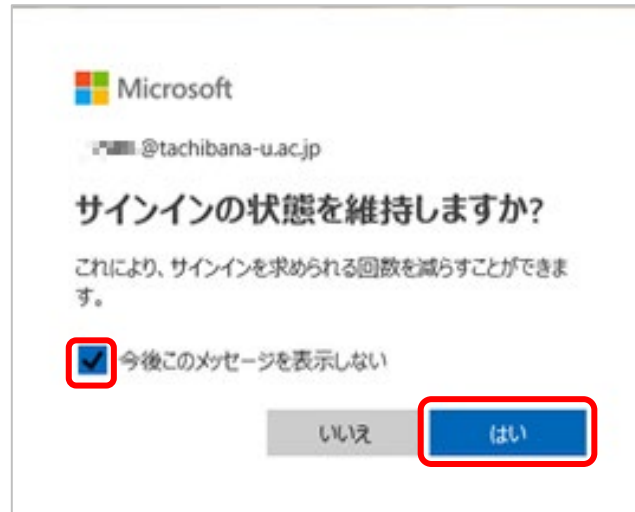 Microsoft
@tachibana-u.ac.jp
サインインの状態を維持しますか?
これにより、サインインを求められる回数を減らすことができま
す。
今後このメッセージを表示しない
いいえ はい